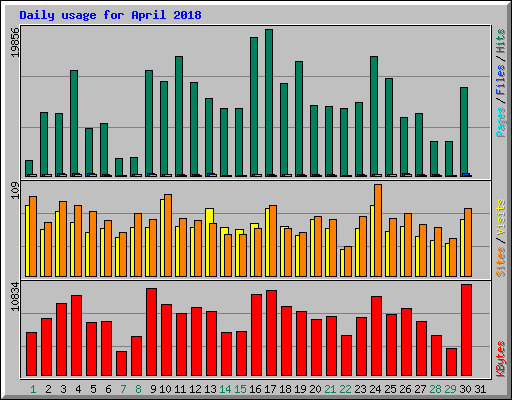 Daily usage for April 2018
19856
109
10834
Pages/Files/Hits
Sites/Visits
KBytes
1 2 3 4 5 6 7 8 9 10 11 12 13 14 15 16 17 18 19 20 21 22 23 24 25 26 27 28 29 30 31